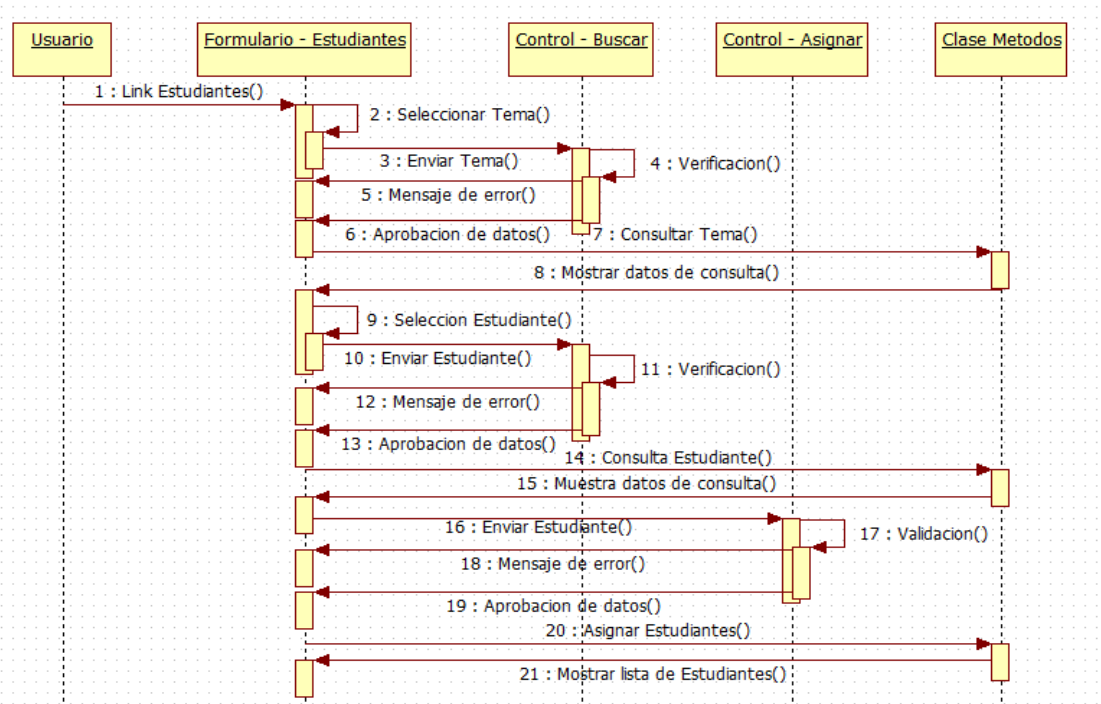 Usuario
Formulario - Estudiantes
Control - Buscar
Control - Asignar
Clase Metodos
1 : Link Estudiantes()
2 : Seleccionar Tema()
3 : Enviar Tema()
4 : Verificacion()
5 : Mensaje de error()
6 : Aprobacion de datos()
7 : Consultar Tema()
8 : Mostrar datos de consulta()
9 : Seleccion Estudiante()
10 : Enviar Estudiante()
11 : Verificacion()
12 : Mensaje de error()
13 : Aprobacion de datos()
14 : Consulta Estudiante()
15 : Muestra datos de consulta()
16 : Enviar Estudiante()
17 : Validacion()
18 : Mensaje de error()
19 : Aprobacion de datos()
20 : Asignar Estudiantes()
21 : Mostrar lista de Estudiantes()